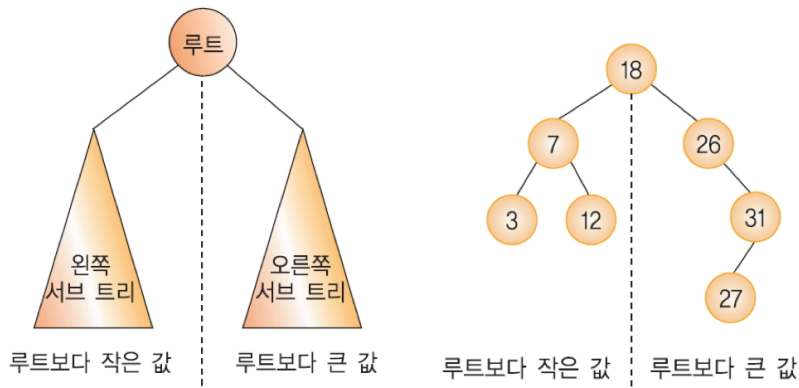 루트
왼쪽
서브 트리
오른쪽
서브 트리
루트보다 작은 값
루트보다 큰 값
18
7
26
3
12
31
27
루트보다 작은 값
루트보다 큰 값